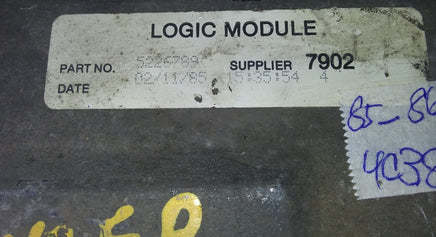 LOGIC MODULE
PART NO. 5226789 SUPPLIER 7902
DATE 02/11/85 15:35:54 4
85-86
4C38